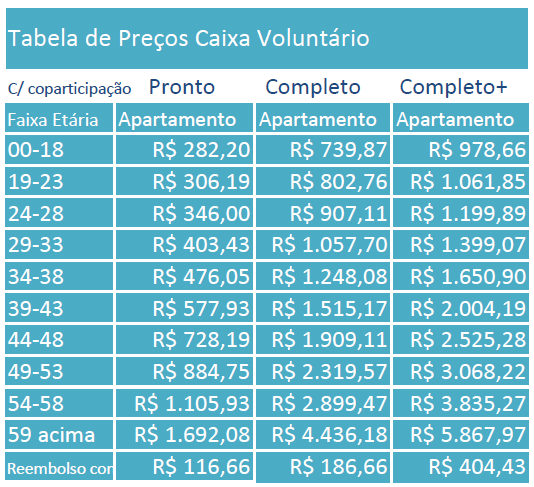 Tabela de Preços Caixa Voluntário
C/ coparticipação Pronto Completo Completo+
Faixa Etária Apartamento Apartamento Apartamento
00-18 R$ 282,20 R$ 739,87 R$ 978,66
19-23 R$ 306,19 R$ 802,76 R$ 1.061,85
24-28 R$ 346,00 R$ 907,11 R$ 1.199,89
29-33 R$ 403,43 R$ 1.057,70 R$ 1.399,07
34-38 R$ 476,05 R$ 1.248,08 R$ 1.650,90
39-43 R$ 577,93 R$ 1.515,17 R$ 2.004,19
44-48 R$ 728,19 R$ 1.909,11 R$ 2.525,28
49-53 R$ 884,75 R$ 2.319,57 R$ 3.068,22
54-58 R$ 1.105,93 R$ 2.899,47 R$ 3.835,27
59 acima R$ 1.692,08 R$ 4.436,18 R$ 5.867,97
Reembolso con R$ 116,66 R$ 186,66 R$ 404,43